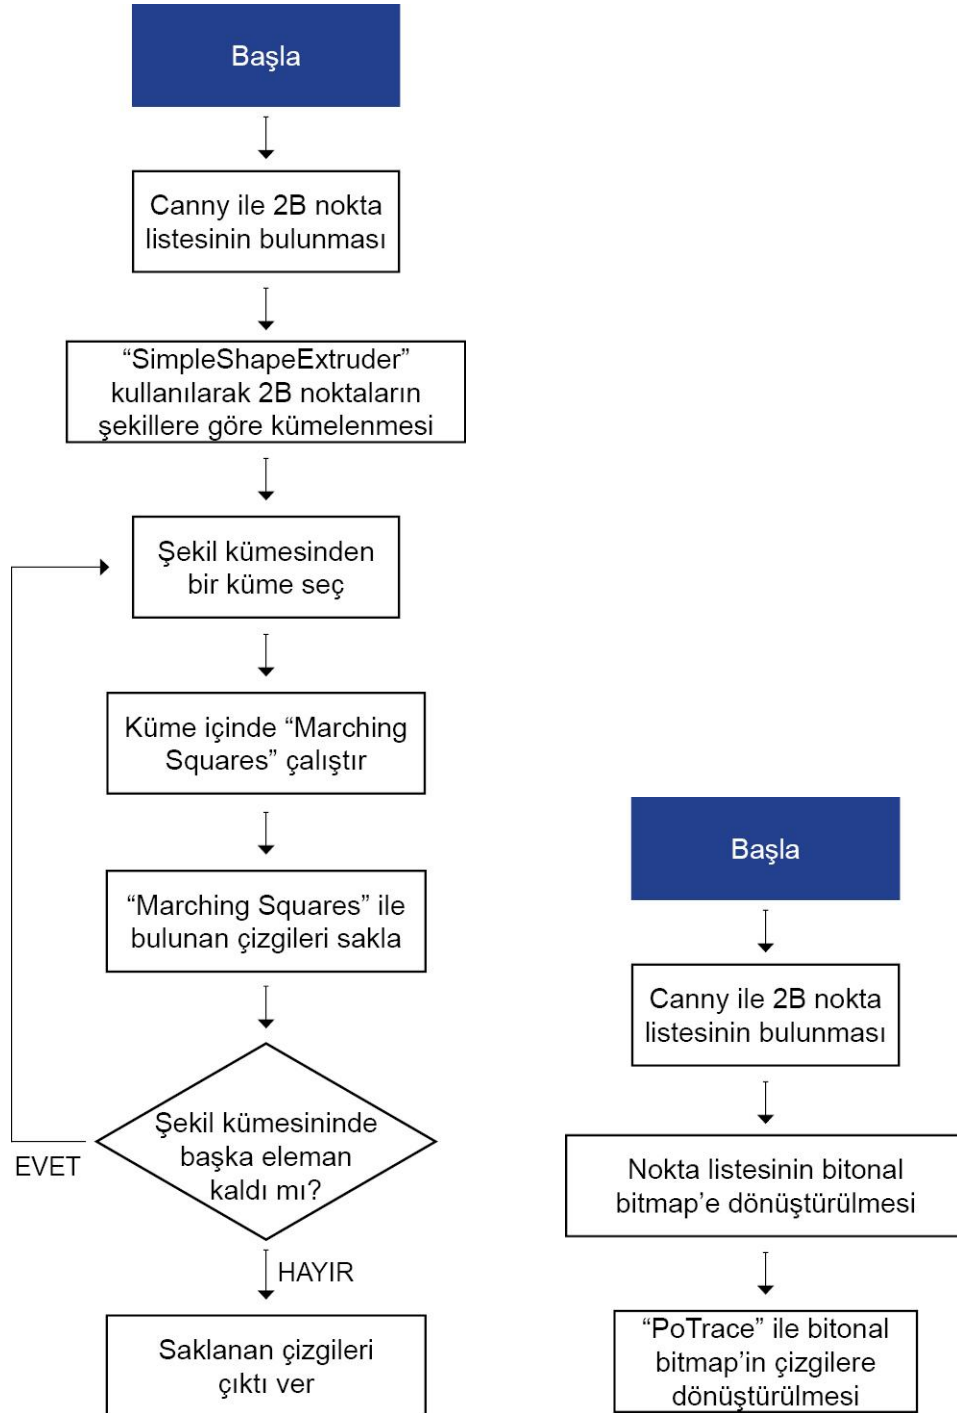 Başla
Canny ile 2B nokta
listesinin bulunması
“SimpleShapeExtruder”
kullanılarak 2B noktaların
şekillere göre kümelenmesi
Şekil kümesinden
bir küme seç
Küme içinde “Marching
Squares” çalıştır
“Marching Squares” ile
bulunan çizgileri sakla
Şekil kümesininde
başka eleman
kaldı mı?
EVET
HAYIR
Saklanan çizgileri
çıktı ver
Başla
Canny ile 2B nokta
listesinin bulunması
Nokta listesinin bitonal
bitmap’e dönüştürülmesi
“PoTrace” ile bitonal
bitmap’in çizgilere
dönüştürülmesi